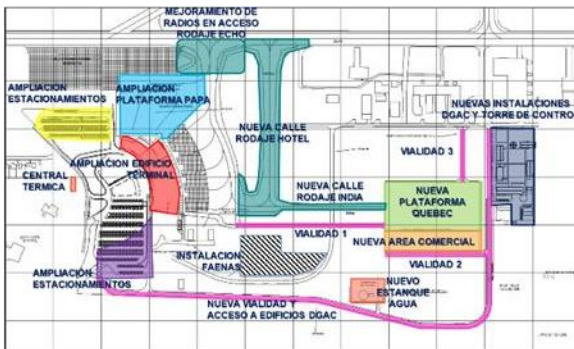 MEJORAMIENTO DE
RADIOS EN ACCESO
RODAJE ECHO
AMPLIACION
ESTACIONAMIENTOS
AMPLIACION
PLATAFORMA PAPA
NUEVAS INSTALACIONES
DGAC Y TORRE DE CONTRO
NUEVA CALLE
RODAJE HOTEL
VIALIDAD 3
AMPLIACION EDIFICIO
TERMINAL
CENTRAL
TERMICA
NUEVA CALLE
RODAJE INDIA
NUEVA
PLATAFORMA
QUEBEC
VIALIDAD 1
NUEVA AREA COMERCIAL
INSTALACION
FAENAS
VIALIDAD 2
AMPLIACION
ESTACIONAMIENTOS
NUEVO
ESTANQUE
AGUA
NUEVA VIALIDAD Y
ACCESO A EDIFICIOS DGAC